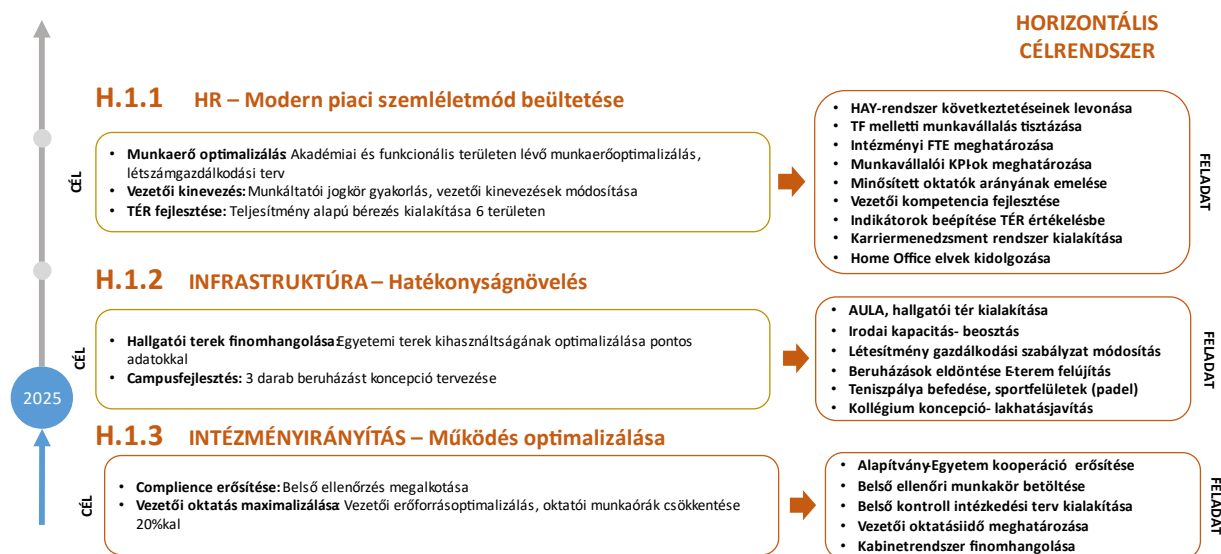 HORIZONTÁLIS
CÉLRENDSZER
H.1.1 HR – Modern piaci szemléletmód beültetése
CÉL
• Munkaerő optimalizálás: Akadémiai és funkcionális területen lévő munkaerőoptimalizálás,
létszámgazdálkodási terv
• Vezetői kinevezés: Munkáltatói jogkör gyakorlás, vezetői kinevezések módosítása
• TÉR fejlesztése: Teljesítmény alapú bérezés kialakítása 6 területen
• HAY-rendszer következtetéseinek levonása
• TF melletti munkavállalás tisztázása
• Intézményi FTE meghatározása
• Munkavállalói KPI-ok meghatározása
• Minősített oktatók arányának emelése
• Vezetői kompetencia fejlesztése
• Indikátorok beépítése TÉR értékelésbe
• Karriermenedzsment rendszer kialakítása
• Home Office elvek kidolgozása
FELADAT
H.1.2 INFRASTRUKTÚRA – Hatékonyságnövelés
CÉL
• Hallgatói terek finomhangolása: Egyetemi terek kihasználtságának optimalizálása pontos
adatokkal
• Campusfejlesztés: 3 darab beruházást koncepció tervezése
• AULA, hallgatói tér kialakítása
• Irodai kapacitás- beosztás
• Létesítmény gazdálkodási szabályzat módosítás
• Beruházások eldöntése E-terem felújítás
• Teniszpálya befedése, sportfelületek (padel)
• Kollégium koncepció- lakhatásjavítás
FELADAT
2025
H.1.3 INTÉZMÉNYIRÁNYÍTÁS – Működés optimalizálása
CÉL
• Complience erősítése: Belső ellenőrzés megalkotása
• Vezetői oktatás maximalizálása: Vezetői erőforrásoptimalizálás, oktatói munkaórák csökkentése
20%kal
• Alapítvány-Egyetem kooperáció erősítése
• Belső ellenőri munkakör betöltése
• Belső kontroll intézkedési terv kialakítása
• Vezetői oktatásiidő meghatározása
• Kabinetrendszer finomhangolása
FELADAT